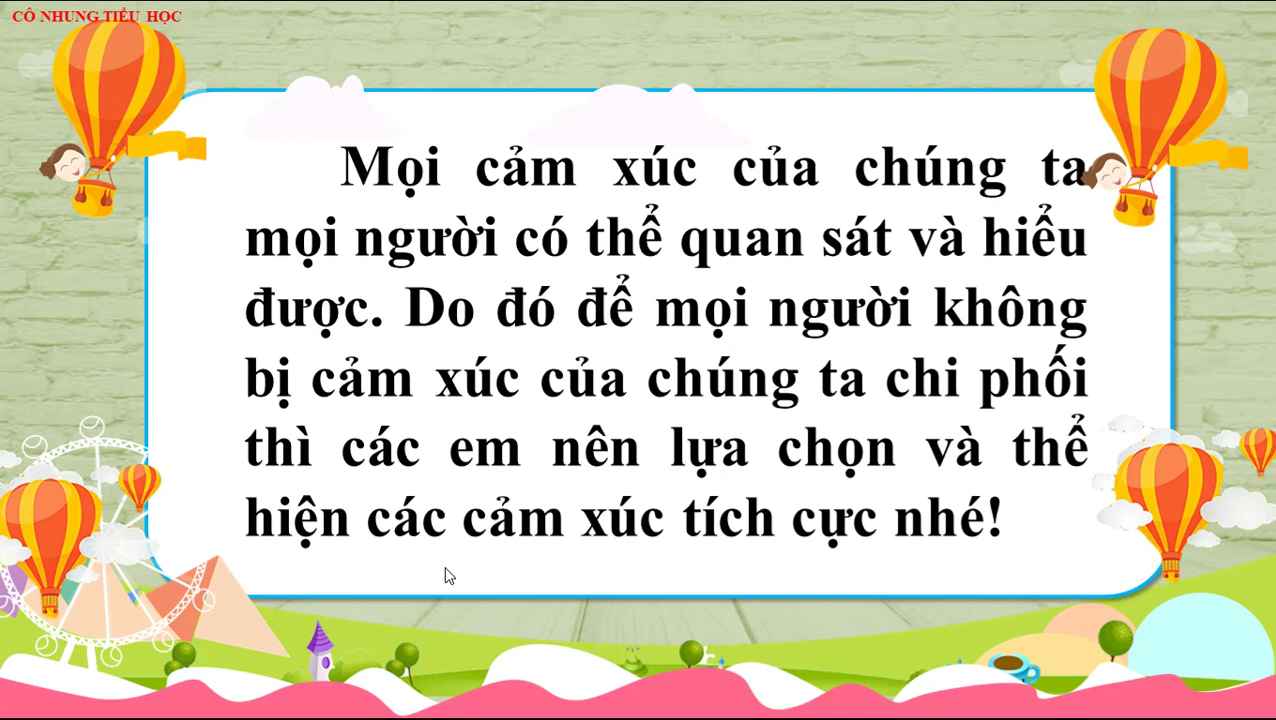 CÔ NHUNG TIỂU HỌC
Mọi cảm xúc của chúng ta
mọi người có thể quan sát và hiểu
được. Do đó để mọi người không
bị cảm xúc của chúng ta chi phối
thì các em nên lựa chọn và thể
hiện các cảm xúc tích cực nhé!